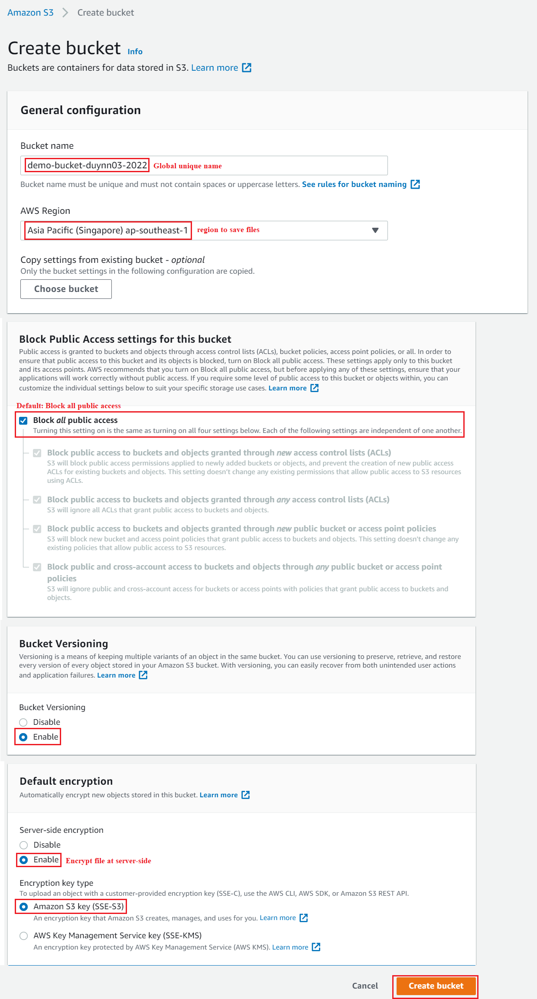 Amazon S3 Create bucket
Create bucket Info
Buckets are containers for data stored in S3. Learn more
General configuration
Bucket name
demo-bucket-duynn03-2022 Global unique name
Bucket name must be unique and must not contain spaces or uppercase letters. See rules for bucket naming
AWS Region
Asia Pacific (Singapore) ap-southeast-1 region to save files
Copy settings from existing bucket - optional
Only the bucket settings in the following configuration are copied.
Choose bucket
Block Public Access settings for this bucket
Public access is granted to buckets and objects through access control lists (ACLs), bucket policies, access point policies, or all. In order to
ensure that public access to this bucket and its objects is blocked, turn on Block all public access. These settings apply only to this bucket
and its access points. AWS recommends that you turn on Block all public access, but before applying any of these settings, ensure that your
applications will work correctly without public access. If you require some level of public access to this bucket or objects within, you can
customize the individual settings below to suit your specific storage use cases. Learn more
Default: Block all public access
Block all public access
Turning this setting on is the same as turning on all four settings below. Each of the following settings are independent of one another.
Block public access to buckets and objects granted through new access control lists (ACLs)
S3 will block public access permissions applied to newly added buckets or objects, and prevent the creation of new public access
ACLs for existing buckets and objects. This setting doesn’t change any existing permissions that allow public access to S3 resources
using ACLs.
Block public access to buckets and objects granted through any access control lists (ACLs)
S3 will ignore all ACLs that grant public access to buckets and objects.
Block public access to buckets and objects granted through new public bucket or access point policies
S3 will block new bucket and access point policies that grant public access to buckets and objects. This setting doesn't change any
existing policies that allow public access to S3 resources.
Block public and cross-account access to buckets and objects through any public bucket or access point
policies
S3 will ignore public and cross-account access for buckets or access points with policies that grant public access to buckets and
objects.
Bucket Versioning
Versioning is a means of keeping multiple variants of an object in the same bucket. You can use versioning to preserve, retrieve, and restore
every version of every object stored in your Amazon S3 bucket. With versioning, you can easily recover from both unintended user actions
and application failures. Learn more
Bucket Versioning
Disable
Enable
Default encryption
Automatically encrypt new objects stored in this bucket. Learn more
Server-side encryption
Disable
Enable Encrypt file at server-side
Encryption key type
To upload an object with a customer-provided encryption key (SSE-C), use the AWS CLI, AWS SDK, or Amazon S3 REST API.
Amazon S3 key (SSE-S3)
An encryption key that Amazon S3 creates, manages, and uses for you. Learn more
AWS Key Management Service key (SSE-KMS)
An encryption key protected by AWS Key Management Service (AWS KMS). Learn more
Cancel Create bucket